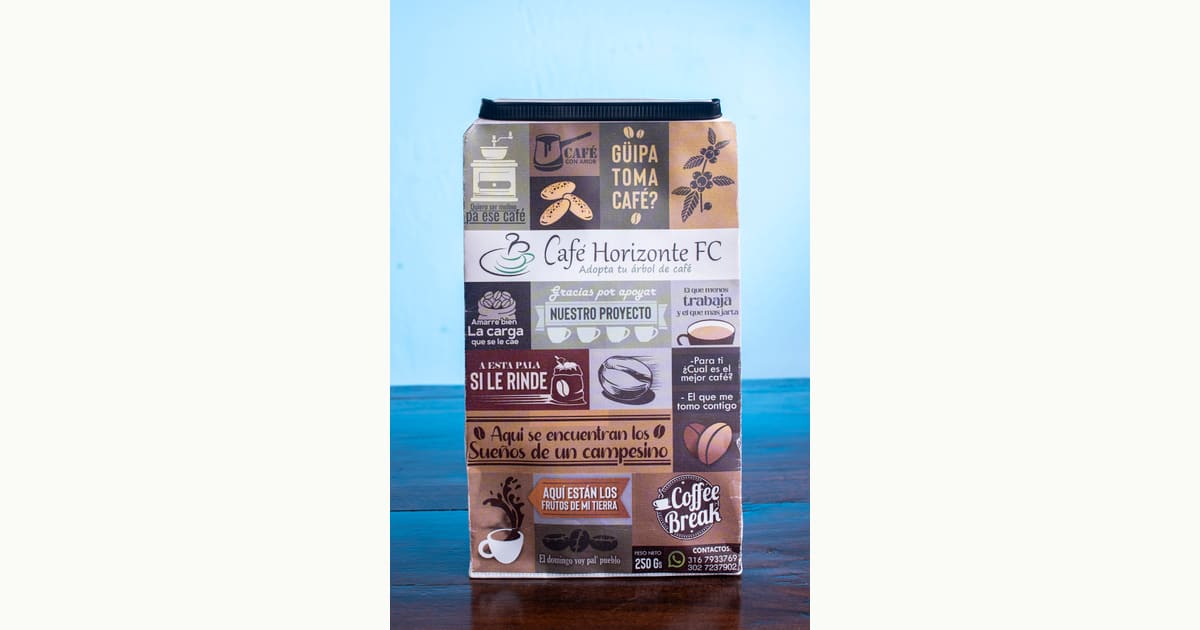 Quiero ser molino
pa ese café
CAFÉ
CON AROR
GÜIPA
TOMA
CAFÉ?
Café Horizonte FC
Adopta tu árbol de café
Amarre bien
La carga
que se le cae
Gracias por apoyar
NUESTRO PROYECTO
El que menos
trabaja
y el que mas jarta
A ESTA PALA
SI LE RINDE
-Para ti
¿Cual es el
mejor café?
- El que me
tomo contigo
Aqui se encuentran los
Sueños de un campesino
AQUÍ ESTÁN LOS
FRUTOS DE MI TIERRA
El domingo voy pal' pueblo
Coffee
Break
PESO NETO
250 Gs
CONTACTOS:
316 7933769
302 7237902